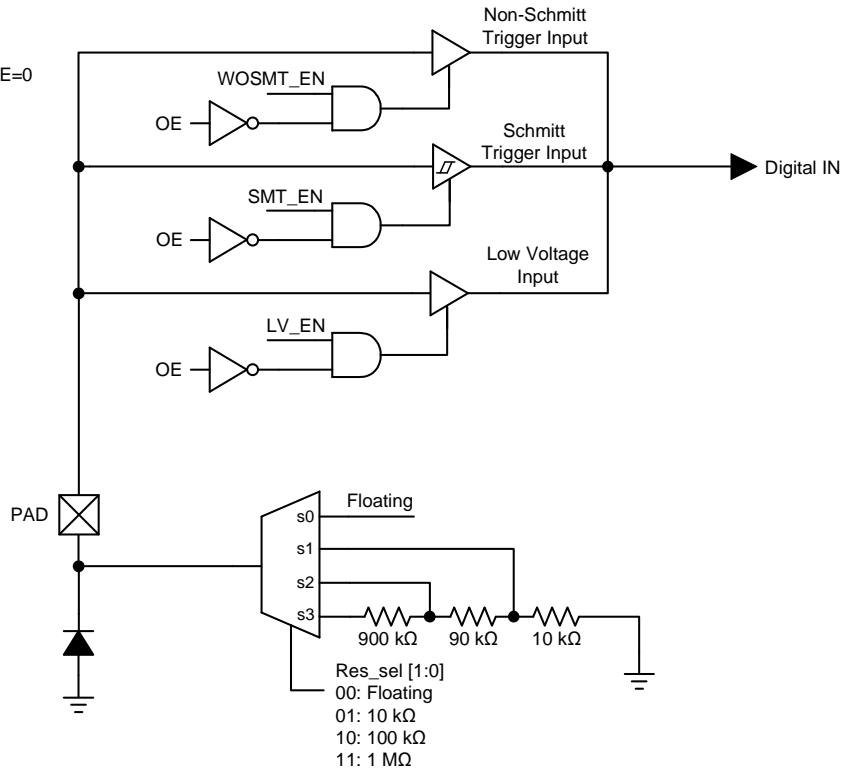 Non-Schmitt
Trigger Input
E=0
WOSMT_EN
OE
Schmitt
Trigger Input
Digital IN
SMT_EN
OE
Low Voltage
Input
LV_EN
OE
PAD
Floating
s0
s1
s2
s3
900 kΩ
90 kΩ
10 kΩ
Res_sel [1:0]
00: Floating
01: 10 kΩ
10: 100 kΩ
11: 1 MΩ